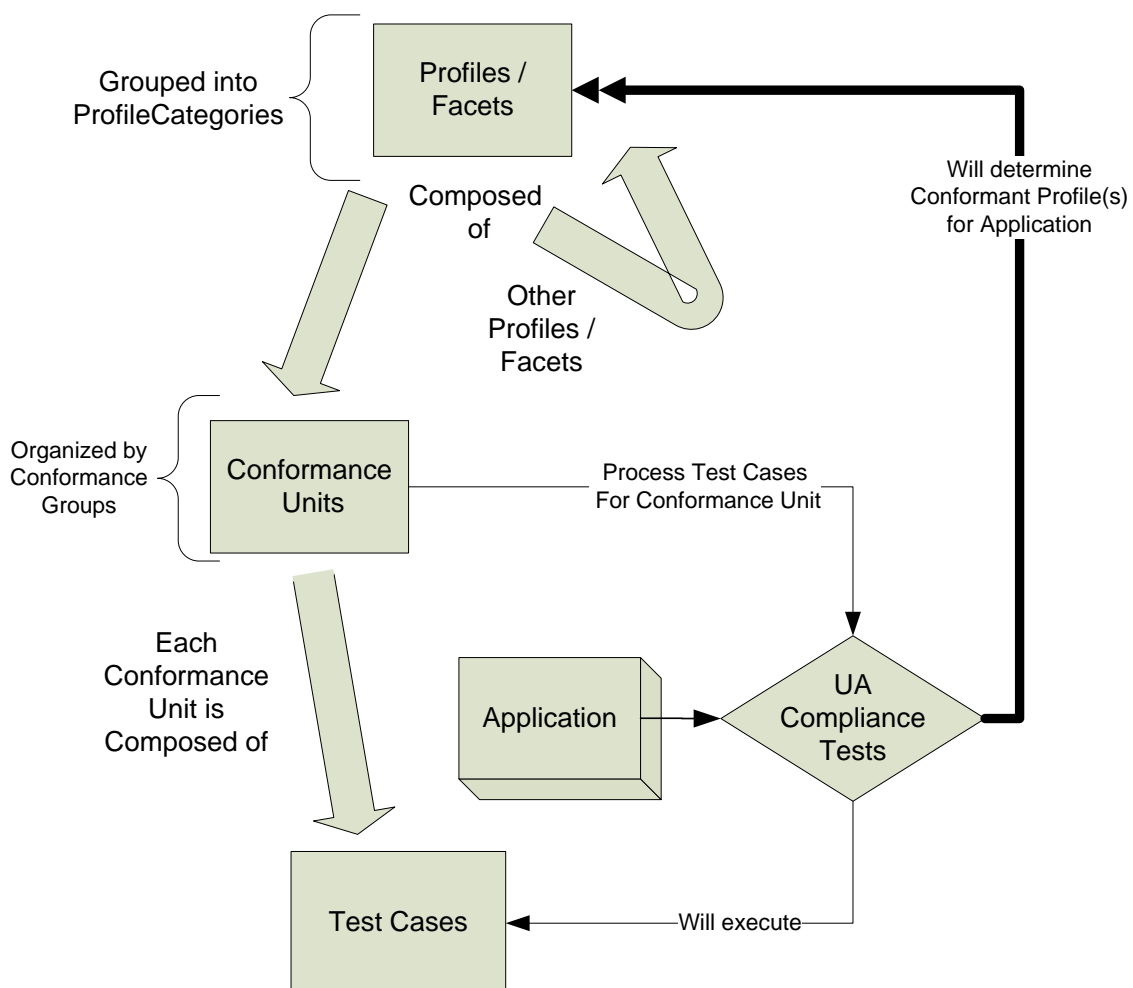 Grouped into
ProfileCategories
Profiles /
Facets
Composed
of
Other
Profiles /
Facets
Will determine
Conformant Profile(s)
for Application
Organized by
Conformance
Groups
Conformance
Units
Process Test Cases
For Conformance Unit
Each
Conformance
Unit is
Composed of
Application
UA
Compliance
Tests
Test Cases
Will execute